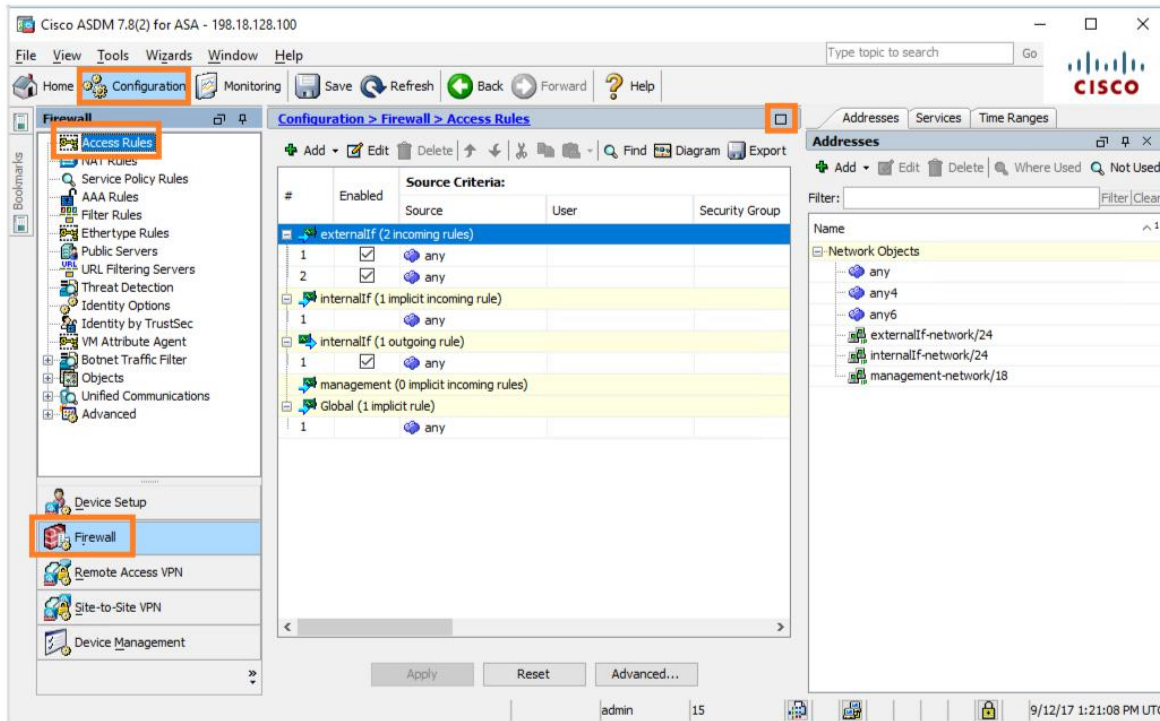 Cisco ASDM 7.8(2) for ASA - 198.18.128.100
File View Tools Wizards Window Help
Type topic to search Go
CISCO
Home Configuration Monitoring Save Refresh Back Forward Help
Bookmarks
Firewall
Access Rules
NAT Rules
Service Policy Rules
AAA Rules
Filter Rules
Ethertype Rules
Public Servers
URL Filtering Servers
Threat Detection
Identity Options
Identity by TrustSec
VM Attribute Agent
Botnet Traffic Filter
Objects
Unified Communications
Advanced
Device Setup
Firewall
Remote Access VPN
Site-to-Site VPN
Device Management
Configuration > Firewall > Access Rules
Add Edit Delete Find Diagram Export
# Enabled Source Criteria:
Source User Security Group
externalIf (2 incoming rules)
1 any
2 any
internalIf (1 implicit incoming rule)
1 any
internalIf (1 outgoing rule)
1 any
management (0 implicit incoming rules)
Global (1 implicit rule)
1 any
Apply Reset Advanced...
Addresses Services Time Ranges
Addresses
Add Edit Delete Where Used Not Used
Filter: Filter Clear
Name 1
Network Objects
any
any4
any6
externalIf-network/24
internalIf-network/24
management-network/18
admin 15 9/12/17 1:21:08 PM UTC